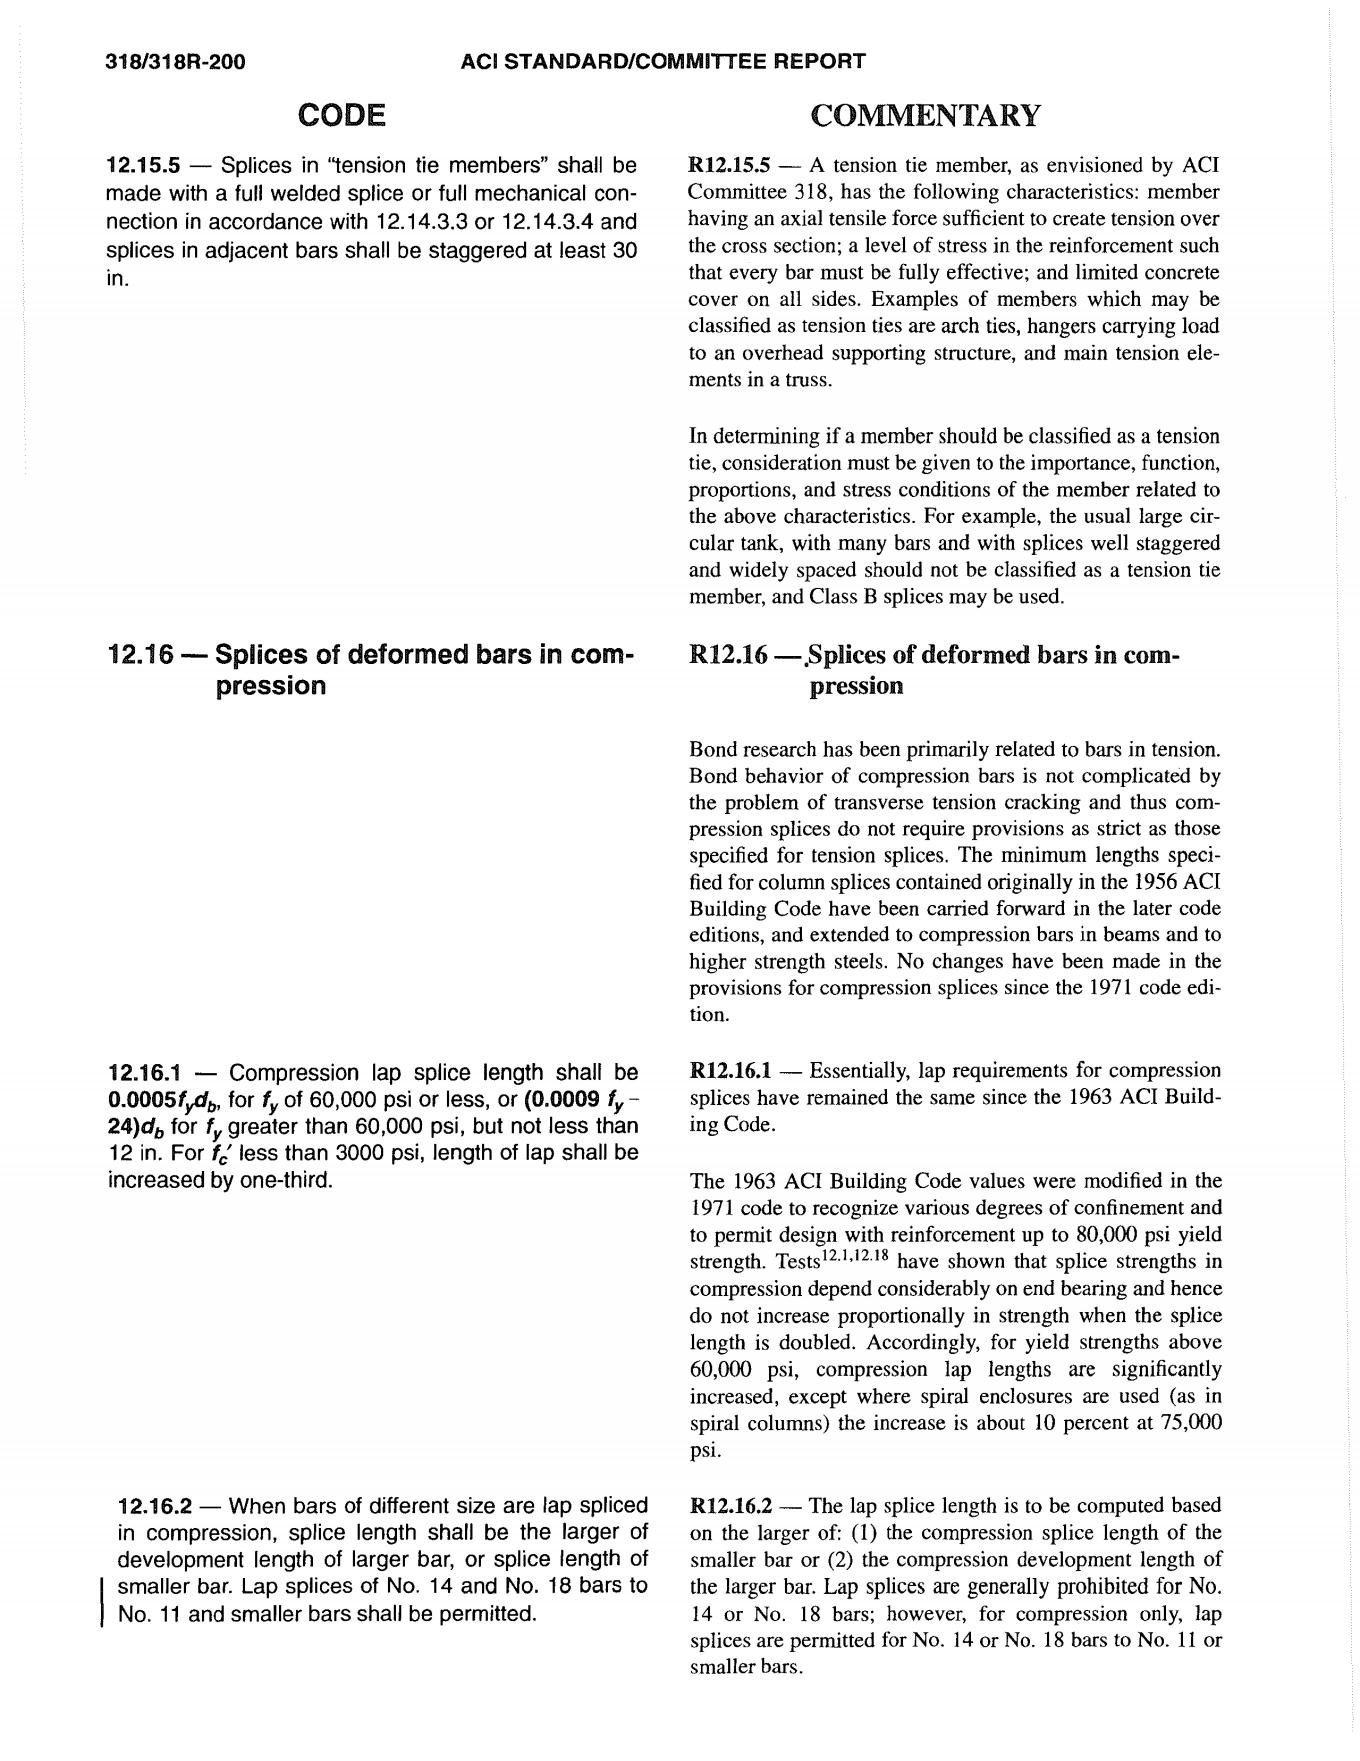 318/318R-200
ACI STANDARD/COMMITTEE REPORT
CODE
12.15.5 — Splices in “tension tie members” shall be
made with a full welded splice or full mechanical con-
nection in accordance with 12.14.3.3 or 12.14.3.4 and
splices in adjacent bars shall be staggered at least 30
in.
12.16 — Splices of deformed bars in com-
pression
12.16.1 — Compression lap splice length shall be
0.0005fydb, for fy of 60,000 psi or less, or (0.0009 fy –
24)db for fy greater than 60,000 psi, but not less than
12 in. For fc′ less than 3000 psi, length of lap shall be
increased by one-third.
12.16.2 — When bars of different size are lap spliced
in compression, splice length shall be the larger of
development length of larger bar, or splice length of
smaller bar. Lap splices of No. 14 and No. 18 bars to
No. 11 and smaller bars shall be permitted.
COMMENTARY
R12.15.5 — A tension tie member, as envisioned by ACI
Committee 318, has the following characteristics: member
having an axial tensile force sufficient to create tension over
the cross section; a level of stress in the reinforcement such
that every bar must be fully effective; and limited concrete
cover on all sides. Examples of members which may be
classified as tension ties are arch ties, hangers carrying load
to an overhead supporting structure, and main tension ele-
ments in a truss.
In determining if a member should be classified as a tension
tie, consideration must be given to the importance, function,
proportions, and stress conditions of the member related to
the above characteristics. For example, the usual large cir-
cular tank, with many bars and with splices well staggered
and widely spaced should not be classified as a tension tie
member, and Class B splices may be used.
R12.16 — Splices of deformed bars in com-
pression
Bond research has been primarily related to bars in tension.
Bond behavior of compression bars is not complicated by
the problem of transverse tension cracking and thus com-
pression splices do not require provisions as strict as those
specified for tension splices. The minimum lengths speci-
fied for column splices contained originally in the 1956 ACI
Building Code have been carried forward in the later code
editions, and extended to compression bars in beams and to
higher strength steels. No changes have been made in the
provisions for compression splices since the 1971 code edi-
tion.
R12.16.1 — Essentially, lap requirements for compression
splices have remained the same since the 1963 ACI Build-
ing Code.
The 1963 ACI Building Code values were modified in the
1971 code to recognize various degrees of confinement and
to permit design with reinforcement up to 80,000 psi yield
strength. Tests12.1,12.18 have shown that splice strengths in
compression depend considerably on end bearing and hence
do not increase proportionally in strength when the splice
length is doubled. Accordingly, for yield strengths above
60,000 psi, compression lap lengths are significantly
increased, except where spiral enclosures are used (as in
spiral columns) the increase is about 10 percent at 75,000
psi.
R12.16.2 — The lap splice length is to be computed based
on the larger of: (1) the compression splice length of the
smaller bar or (2) the compression development length of
the larger bar. Lap splices are generally prohibited for No.
14 or No. 18 bars; however, for compression only, lap
splices are permitted for No. 14 or No. 18 bars to No. 11 or
smaller bars.